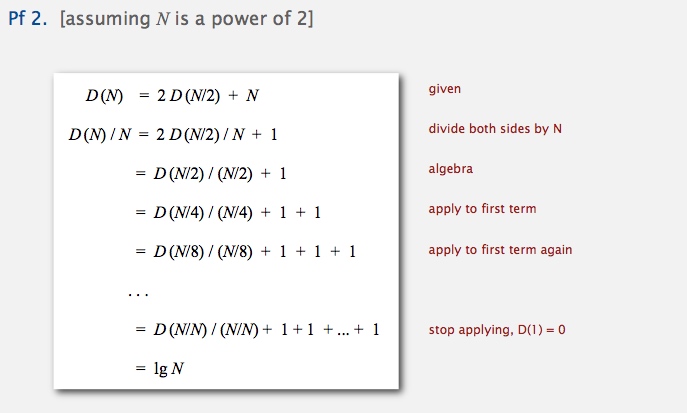 Pf 2. [assuming N is a power of 2]
D(N) = 2 D(N/2) + N given
D(N) / N = 2 D(N/2) / N + 1 divide both sides by N
= D(N/2) / (N/2) + 1 algebra
= D(N/4) / (N/4) + 1 + 1 apply to first term
= D(N/8) / (N/8) + 1 + 1 + 1 apply to first term again
. . .
= D(N/N) / (N/N) + 1 + 1 + ... + 1 stop applying, D(1) = 0
= lg N